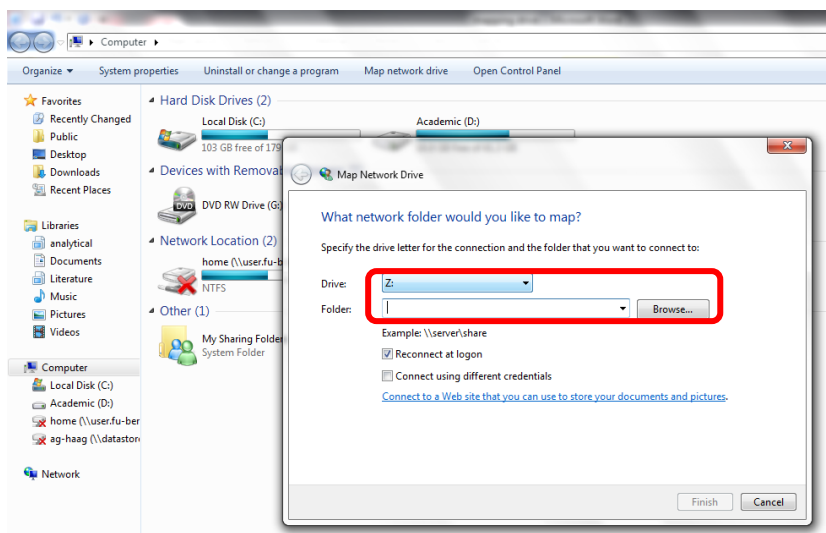 Computer
Organize System properties Uninstall or change a program Map network drive Open Control Panel
Favorites
Recently Changed
Public
Desktop
Downloads
Recent Places
Libraries
analytical
Documents
Literature
Music
Pictures
Videos
Computer
Local Disk (C:)
Academic (D:)
home (\\user.fu-ber
ag-haag (\\datastor
Network
Hard Disk Drives (2)
Local Disk (C:)
103 GB free of 179
Academic (D:)
Devices with Removab
DVD RW Drive (G:)
DVD
Network Location (2)
home (\\user.fu-b
NTFS
Other (1)
My Sharing Folder
System Folder
Map Network Drive
What network folder would you like to map?
Specify the drive letter for the connection and the folder that you want to connect to:
Drive: Z:
Folder: Browse...
Example: \\server\share
Reconnect at logon
Connect using different credentials
Connect to a Web site that you can use to store your documents and pictures.
Finish Cancel